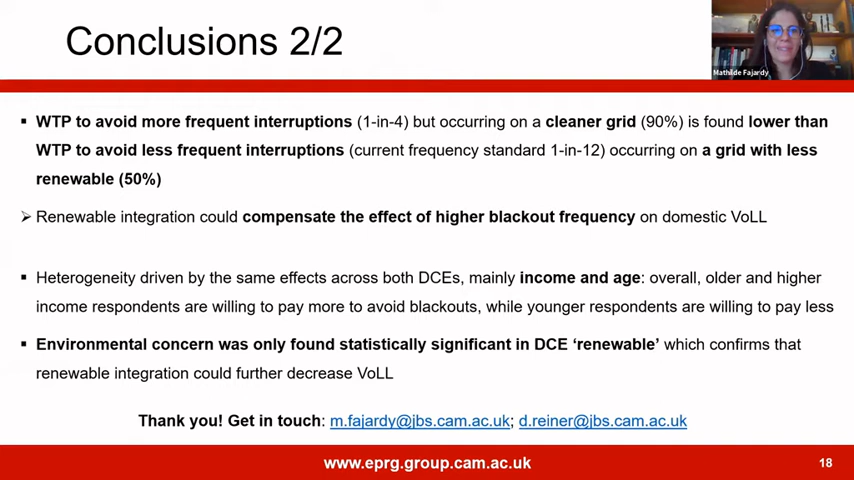 Conclusions 2/2
Mathilde Fajardy
▪ WTP to avoid more frequent interruptions (1-in-4) but occurring on a cleaner grid (90%) is found lower than
WTP to avoid less frequent interruptions (current frequency standard 1-in-12) occurring on a grid with less
renewable (50%)
➢ Renewable integration could compensate the effect of higher blackout frequency on domestic VoLL
▪ Heterogeneity driven by the same effects across both DCEs, mainly income and age: overall, older and higher
income respondents are willing to pay more to avoid blackouts, while younger respondents are willing to pay less
▪ Environmental concern was only found statistically significant in DCE ‘renewable’ which confirms that
renewable integration could further decrease VoLL
Thank you! Get in touch: m.fajardy@jbs.cam.ac.uk; d.reiner@jbs.cam.ac.uk
www.eprg.group.cam.ac.uk
18